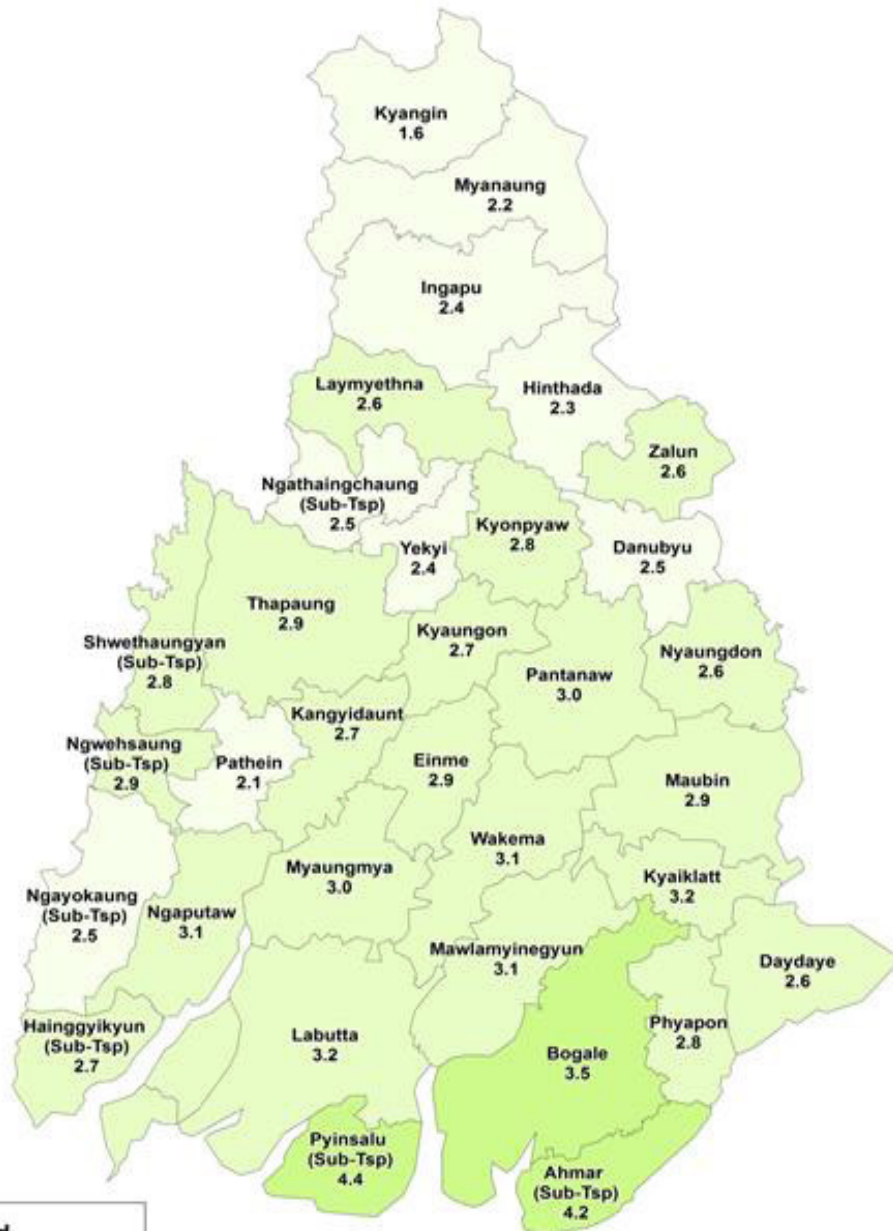 Kyangin
1.6
Myanaung
2.2
Ingapu
2.4
Laymyethna
2.6
Hinthada
2.3
Zalun
2.6
Ngathaingchaung
(Sub-Tsp)
2.5
Yekyi
2.4
Kyonpyaw
2.8
Danubyu
2.5
Thapaung
2.9
Shwethaungyan
(Sub-Tsp)
2.8
Kyaungon
2.7
Pantanaw
3.0
Nyaungdon
2.6
Ngwehsaung
(Sub-Tsp)
2.9
Pathein
2.1
Kangyidaunt
2.7
Einme
2.9
Maubin
2.9
Wakema
3.1
Myaungmya
3.0
Kyaiklatt
3.2
Ngayokaung
(Sub-Tsp)
2.5
Ngaputaw
3.1
Mawlamyinegyun
3.1
Daydaye
2.6
Hainggyikyun
(Sub-Tsp)
2.7
Labutta
3.2
Bogale
3.5
Phyapon
2.8
Pyinsalu
(Sub-Tsp)
4.4
Ahmar
(Sub-Tsp)
4.2